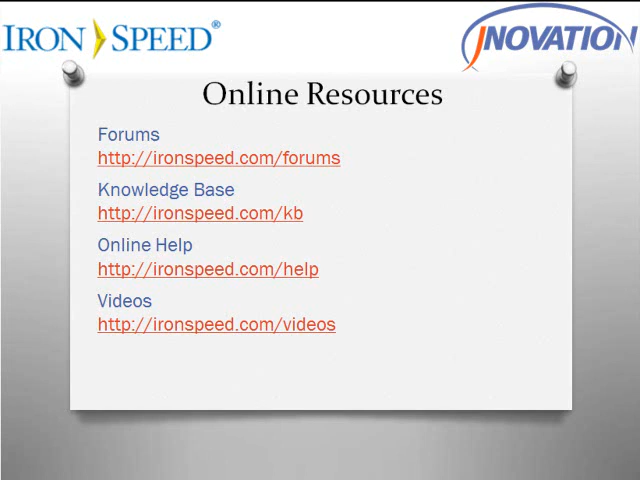 IRON SPEED®
JNOVATION
Online Resources
Forums
http://ironspeed.com/forums
Knowledge Base
http://ironspeed.com/kb
Online Help
http://ironspeed.com/help
Videos
http://ironspeed.com/videos